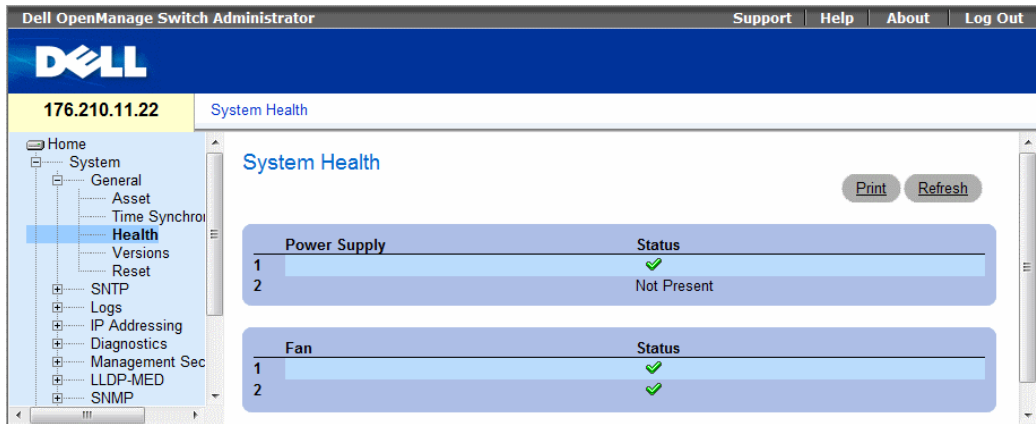 Dell OpenManage Switch Administrator Support Help About Log Out
DELL
176.210.11.22 System Health
Home
System
General
Asset
Time Synchro
Health
Versions
Reset
SNTP
Logs
IP Addressing
Diagnostics
Management Sec
LLDP-MED
SNMP
System Health
Print Refresh
Power Supply Status
1
2 Not Present
Fan Status
1
2